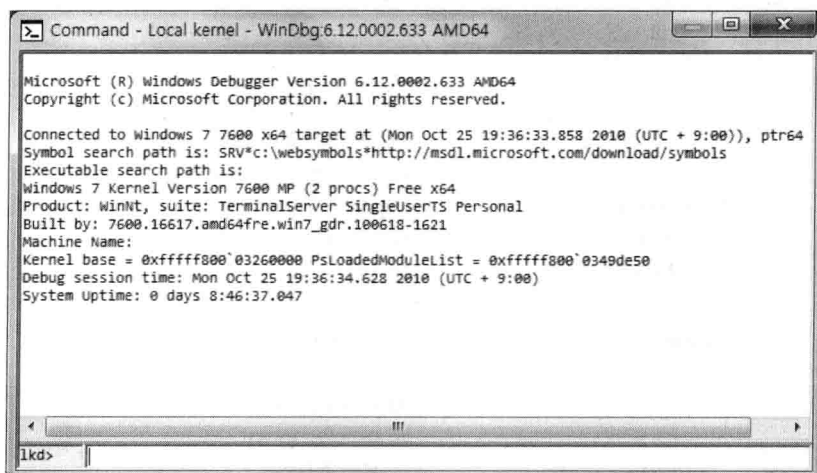 Command - Local kernel - WinDbg:6.12.0002.633 AMD64
Microsoft (R) Windows Debugger Version 6.12.0002.633 AMD64
Copyright (c) Microsoft Corporation. All rights reserved.
Connected to Windows 7 7600 x64 target at (Mon Oct 25 19:36:33.858 2010 (UTC + 9:00)), ptr64
Symbol search path is: SRV*c:\websymbols*http://msdl.microsoft.com/download/symbols
Executable search path is:
Windows 7 Kernel Version 7600 MP (2 procs) Free x64
Product: WinNt, suite: TerminalServer SingleUserTS Personal
Built by: 7600.16617.amd64fre.win7_gdr.100618-1621
Machine Name:
Kernel base = 0xfffff800`03260000 PsLoadedModuleList = 0xfffff800`0349de50
Debug session time: Mon Oct 25 19:36:34.628 2010 (UTC + 9:00)
System Uptime: 0 days 8:46:37.047
lkd>